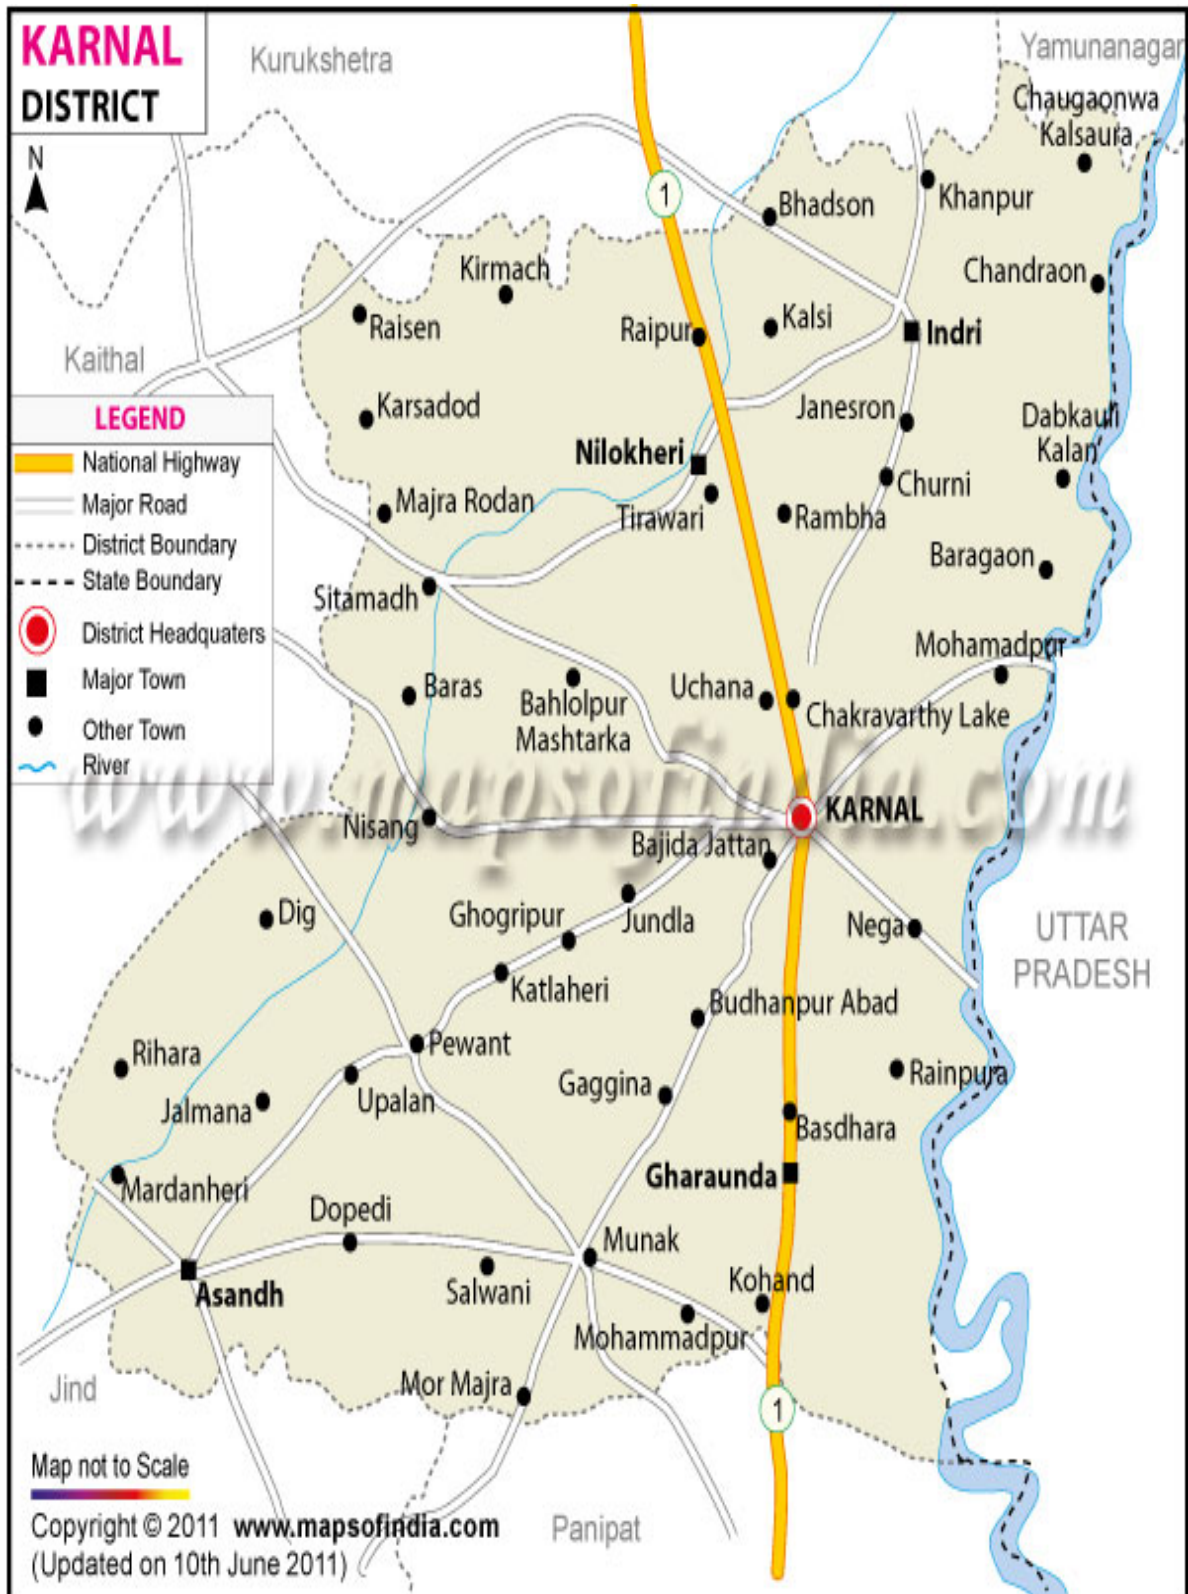 KARNAL
DISTRICT
N
Kurukshetra
Yamunanagar
Chaugaonwa
Kalsaura
1
Bhadson
Khanpur
Kirmach
Chandraon
Raisen
Raipur
Kalsi
Indri
Kaithal
Karsadod
Janesron
Dabkauli
Kalan
LEGEND
National Highway
Major Road
District Boundary
State Boundary
District Headquaters
Major Town
Other Town
River
Nilokheri
Churni
Majra Rodan
Tirawari
Rambha
Baragaon
Sitamadh
Mohamadpur
Baras
Bahlolpur
Mashtarka
Uchana
Chakravarthy Lake
www.mapsofindia.com
KARNAL
Nisang
Bajida Jattan
Dig
Ghogripur
Jundla
Nega
UTTAR
PRADESH
Katlaheri
Budhanpur Abad
Rihara
Pewant
Gaggina
Rainpura
Jalmana
Upalan
Basdhara
Mardanheri
Gharaunda
Dopedi
Munak
Asandh
Salwani
Kohand
Mohammadpur
Jind
Mor Majra
1
Map not to Scale
Copyright © 2011 www.mapsofindia.com
(Updated on 10th June 2011)
Panipat